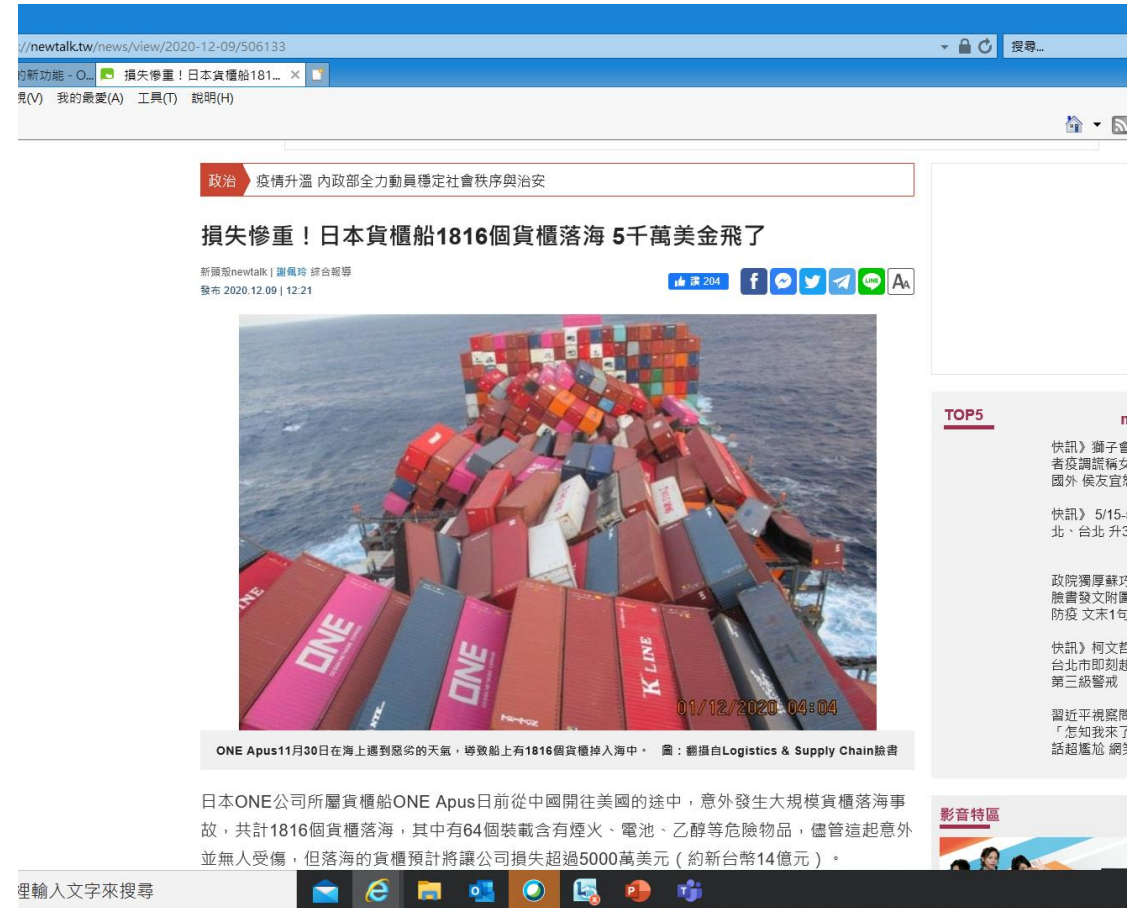 ://newtalk.tw/news/view/2020-12-09/506133
搜尋...
的新功能 - O...
損失慘重！日本貨櫃船181...
視(V) 我的最愛(A) 工具(T) 說明(H)
政治 疫情升溫 內政部全力動員穩定社會秩序與治安
損失慘重！日本貨櫃船1816個貨櫃落海 5千萬美金飛了
新頭殼newtalk | 謝佩玲 綜合報導
發布 2020.12.09 | 12:21
讚 204
LINE
AA
ONE
ONE
K LINE
01/12/2020 04:04
ONE Apus11月30日在海上遇到惡劣的天氣，導致船上有1816個貨櫃掉入海中。 圖：翻攝自Logistics & Supply Chain臉書
日本ONE公司所屬貨櫃船ONE Apus日前從中國開往美國的途中，意外發生大規模貨櫃落海事
故，共計1816個貨櫃落海，其中有64個裝載含有煙火、電池、乙醇等危險物品，儘管這起意外
並無人受傷，但落海的貨櫃預計將讓公司損失超過5000萬美元（約新台幣14億元）。
TOP5
快訊》獅子會
者疫調謊稱女
國外 侯友宜
快訊》 5/15-
北、台北 升3
政院獨厚蘇巧
臉書發文附圖
防疫 文末1句
快訊》柯文哲
台北市即刻起
第三級警戒
習近平視察問
「怎知我來了
話超尷尬 網
影音特區
裡輸入文字來搜尋